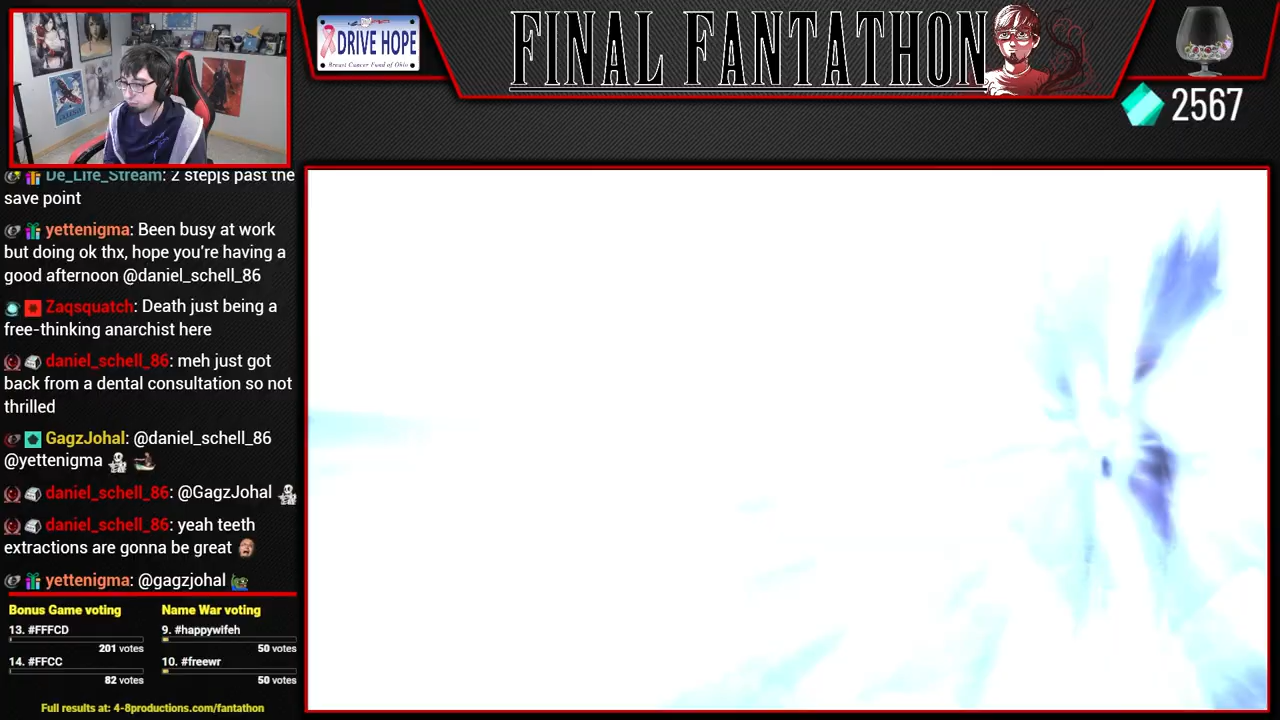 DRIVE HOPE
Breast Cancer Fund of Ohio
FINAL FANTATHON
2567
De_Life_Stream: 2 step[s past the
save point
yettenigma: Been busy at work
but doing ok thx, hope you're having a
good afternoon @daniel_schell_86
Zaqsquatch: Death just being a
free-thinking anarchist here
daniel_schell_86: meh just got
back from a dental consultation so not
thrilled
GagzJohal: @daniel_schell_86
@yettenigma
daniel_schell_86: @GagzJohal
daniel_schell_86: yeah teeth
extractions are gonna be great
yettenigma: @gagzjohal
Bonus Game voting
13. #FFFCD
201 votes
14. #FFCC
82 votes
Name War voting
9. #happywifeh
50 votes
10. #freewr
50 votes
Full results at: 4-8productions.com/fantathon